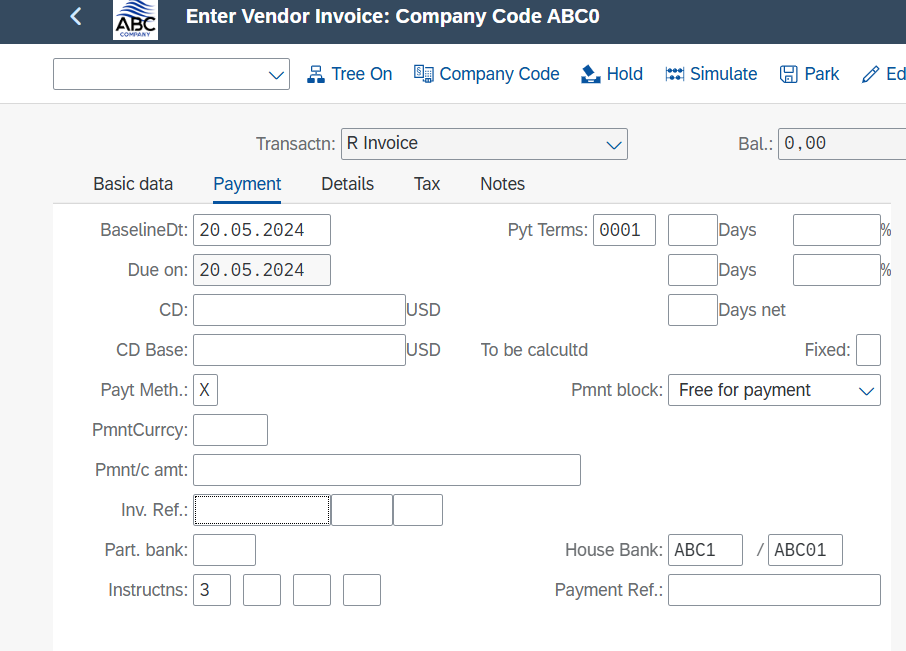 ABC
COMPANY
Enter Vendor Invoice: Company Code ABC0
Tree On Company Code Hold Simulate Park Ed
Transactn: R Invoice Bal.: 0,00
Basic data Payment Details Tax Notes
BaselineDt: 20.05.2024 Pyt Terms: 0001 Days %
Due on: 20.05.2024 Days %
CD: USD Days net
CD Base: USD To be calcultd Fixed:
Payt Meth.: X Pmnt block: Free for payment
PmntCurrcy:
Pmnt/c amt:
Inv. Ref.:
Part. bank: House Bank: ABC1 / ABC01
Instructns: 3 Payment Ref.: